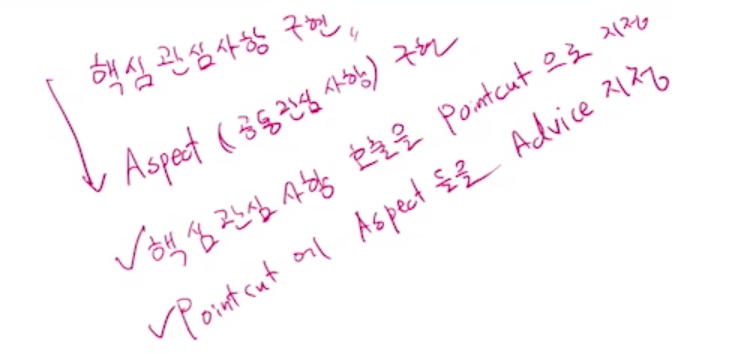 핵심관심사항 구현,,
Aspect (공통관심 사항) 구현
✓핵심관심 사항 호출을 Pointcut 으로 지정
✓Pointcut 에 Aspect 들을 Advice 지정